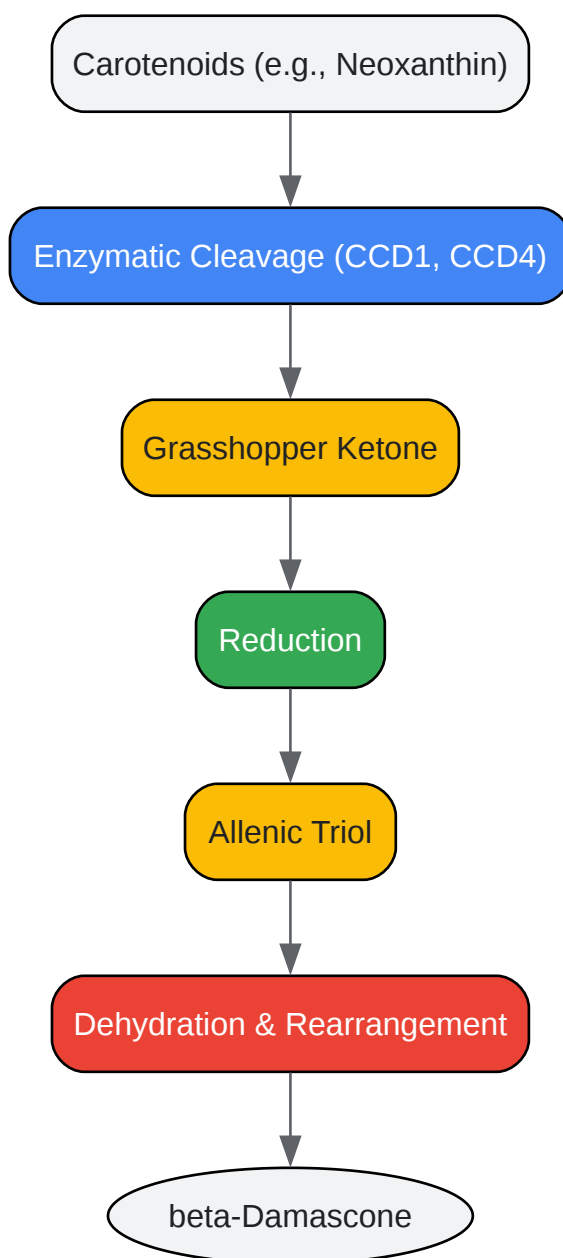 Carotenoids (e.g., Neoxanthin)
Enzymatic Cleavage (CCD1, CCD4)
Grasshopper Ketone
Reduction
Allenic Triol
Dehydration & Rearrangement
beta-Damascone